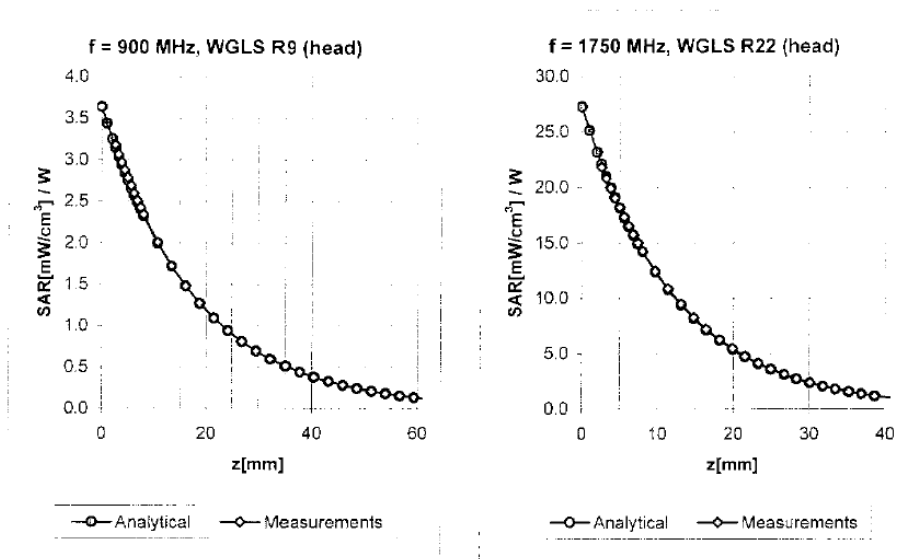 f = 900 MHz, WGLS R9 (head)
4.0
3.5
3.0
2.5
2.0
1.5
1.0
0.5
0.0
SAR[mW/cm³] / W
0 20 40 60
z[mm]
Analytical Measurements
f = 1750 MHz, WGLS R22 (head)
30.0
25.0
20.0
15.0
10.0
5.0
0.0
SAR[mW/cm³] / W
0 10 20 30 40
z[mm]
Analytical Measurements